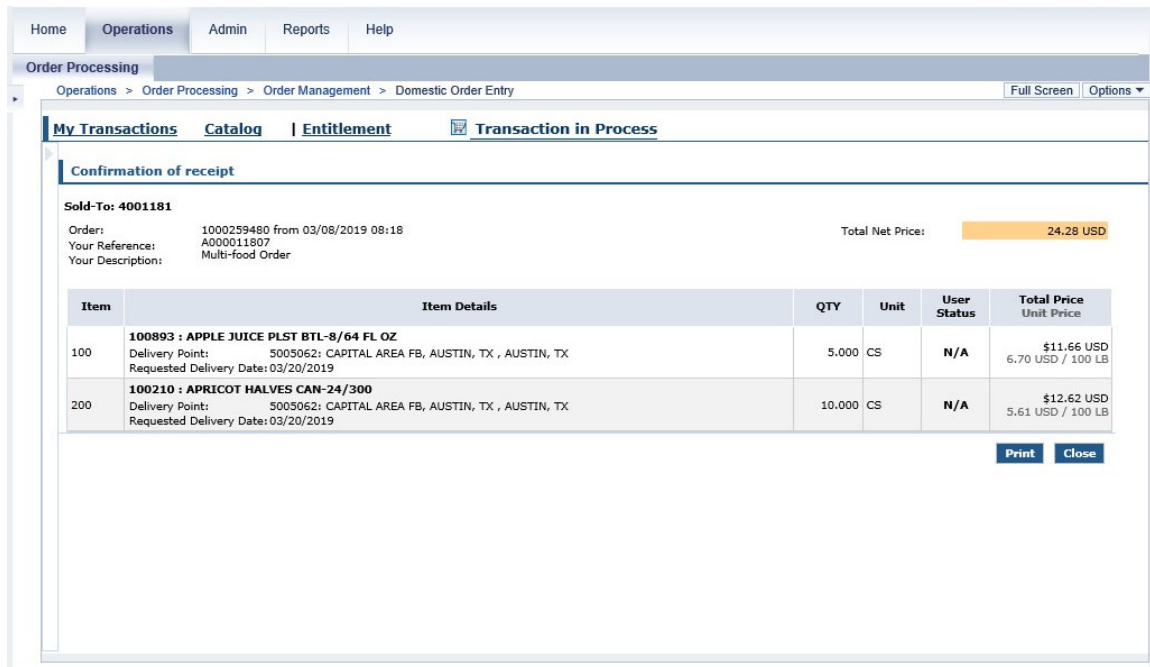 Home Operations Admin Reports Help
Order Processing
Operations > Order Processing > Order Management > Domestic Order Entry Full Screen Options
My Transactions Catalog | Entitlement Transaction in Process
Confirmation of receipt
Sold-To: 4001181
Order: 1000259480 from 03/08/2019 08:18 Total Net Price: 24.28 USD
Your Reference: A000011807
Your Description: Multi-food Order
Item Item Details QTY Unit User Status Total Price Unit Price
100893 : APPLE JUICE PLST BTL-8/64 FL OZ
100 Delivery Point: 5005062: CAPITAL AREA FB, AUSTIN, TX , AUSTIN, TX 5.000 CS N/A $11.66 USD
Requested Delivery Date: 03/20/2019 6.70 USD / 100 LB
100210 : APRICOT HALVES CAN-24/300
200 Delivery Point: 5005062: CAPITAL AREA FB, AUSTIN, TX , AUSTIN, TX 10.000 CS N/A $12.62 USD
Requested Delivery Date: 03/20/2019 5.61 USD / 100 LB
Print Close